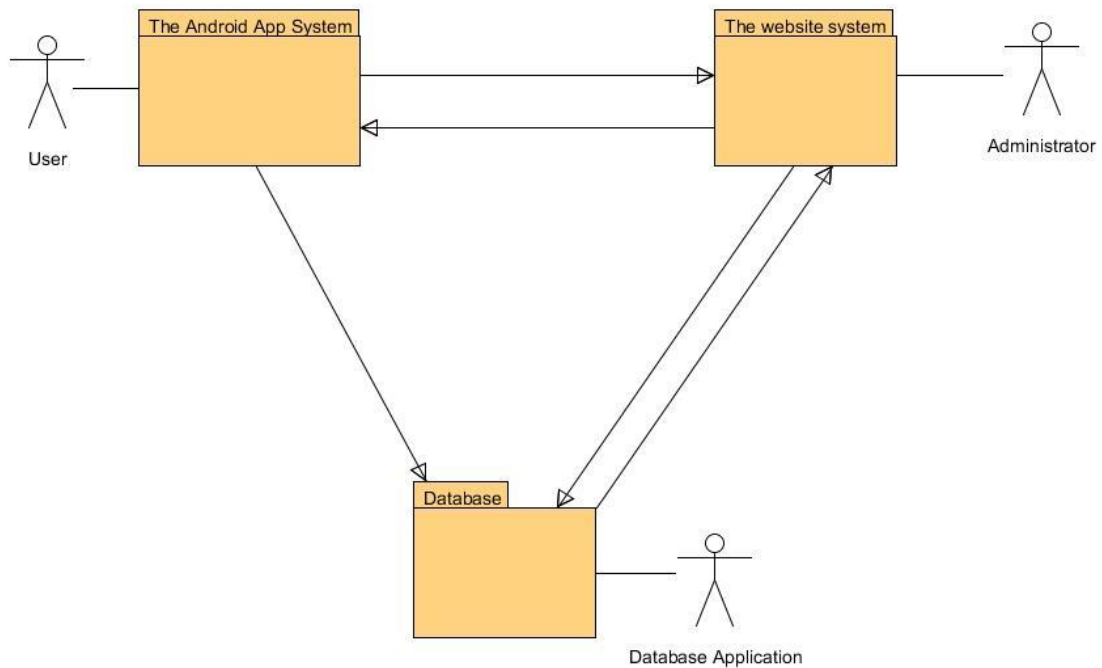 The Android App System
The website system
User
Administrator
Database
Database Application